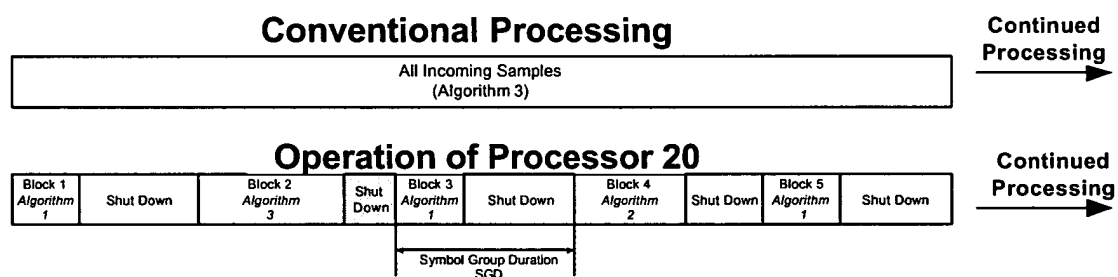 Conventional Processing
Continued
Processing
All Incoming Samples
(Algorithm 3)
Operation of Processor 20
Continued
Processing
Block 1
Algorithm
1
Shut Down
Block 2
Algorithm
3
Shut
Down
Block 3
Algorithm
1
Shut Down
Block 4
Algorithm
2
Shut Down
Block 5
Algorithm
1
Shut Down
Symbol Group Duration
SGD